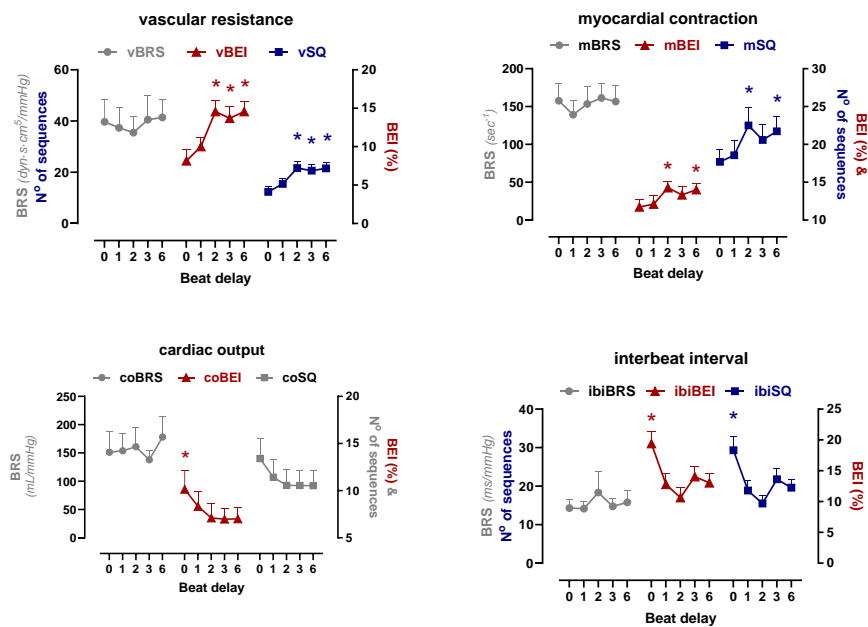 vascular resistance
vBRS vBEI vSQ
BRS (dyn·s·cm⁵/mmHg)
Nº of sequences
60
40
20
0
* * *
* * *
20
15
10
5
0
BEI (%)
0 1 2 3 6 0 1 2 3 6 0 1 2 3 6
Beat delay
myocardial contraction
mBRS mBEI mSQ
BRS (sec⁻¹)
200
150
100
50
0
* *
* *
30
26
22
18
14
10
BEI (%) &
Nº of sequences
0 1 2 3 6 0 1 2 3 6 0 1 2 3 6
Beat delay
cardiac output
coBRS coBEI coSQ
BRS
(mL/mmHg)
250
200
150
100
50
0
*
20
15
10
5
BEI (%) &
Nº of sequences
0 1 2 3 6 0 1 2 3 6 0 1 2 3 6
Beat delay
interbeat interval
ibiBRS ibiBEI ibiSQ
BRS (ms/mmHg)
Nº of sequences
40
30
20
10
0
* *
25
20
15
10
5
0
BEI (%)
0 1 2 3 6 0 1 2 3 6 0 1 2 3 6
Beat delay